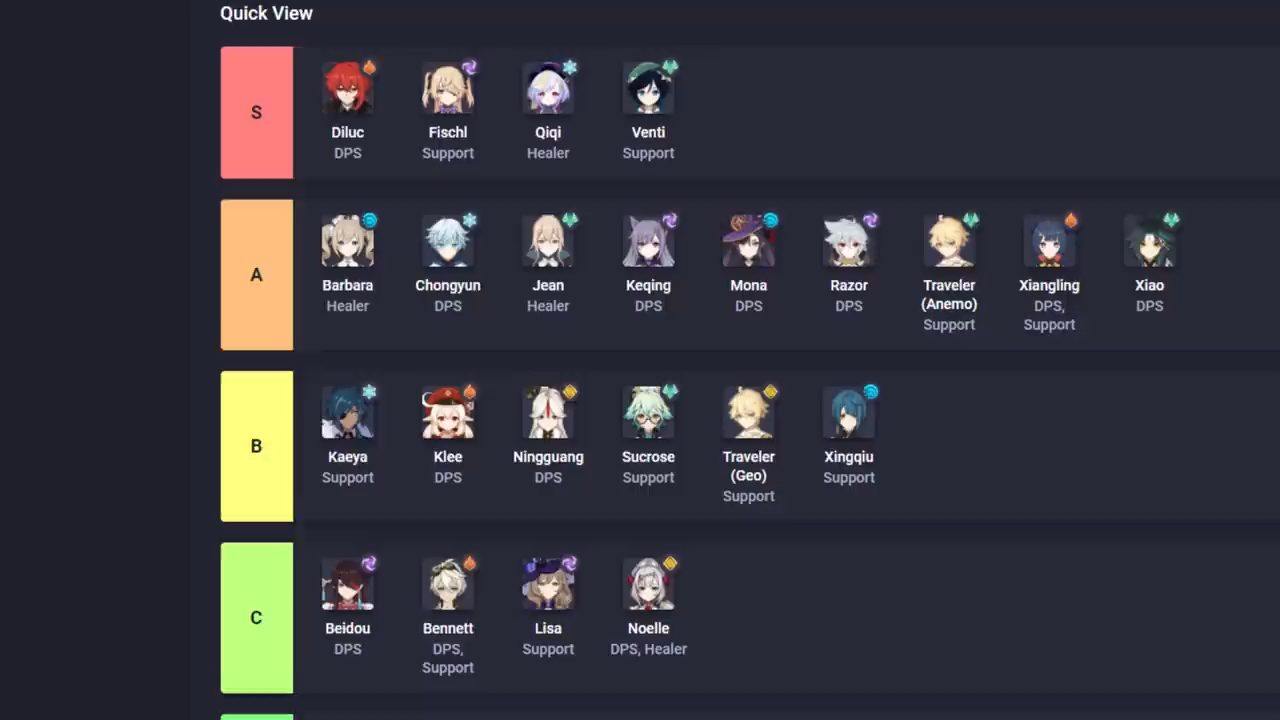 Quick View
S
Diluc
DPS
Fischl
Support
Qiqi
Healer
Venti
Support
A
Barbara
Healer
Chongyun
DPS
Jean
Healer
Keqing
DPS
Mona
DPS
Razor
DPS
Traveler
(Anemo)
Support
Xiangling
DPS,
Support
Xiao
DPS
B
Kaeya
Support
Klee
DPS
Ningguang
DPS
Sucrose
Support
Traveler
(Geo)
Support
Xingqiu
Support
C
Beidou
DPS
Bennett
DPS,
Support
Lisa
Support
Noelle
DPS, Healer